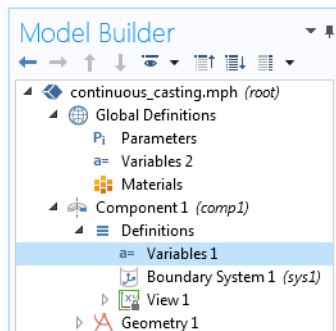 Model Builder
continuous_casting.mph (root)
Global Definitions
Pi Parameters
a= Variables 2
Materials
Component 1 (comp1)
Definitions
a= Variables 1
Boundary System 1 (sys1)
View 1
Geometry 1